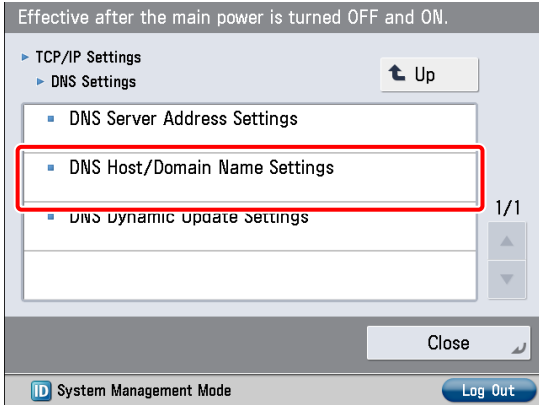 Effective after the main power is turned OFF and ON.
TCP/IP Settings
DNS Settings
Up
DNS Server Address Settings
DNS Host/Domain Name Settings
DNS Dynamic Update Settings
1/1
Close
ID System Management Mode
Log Out